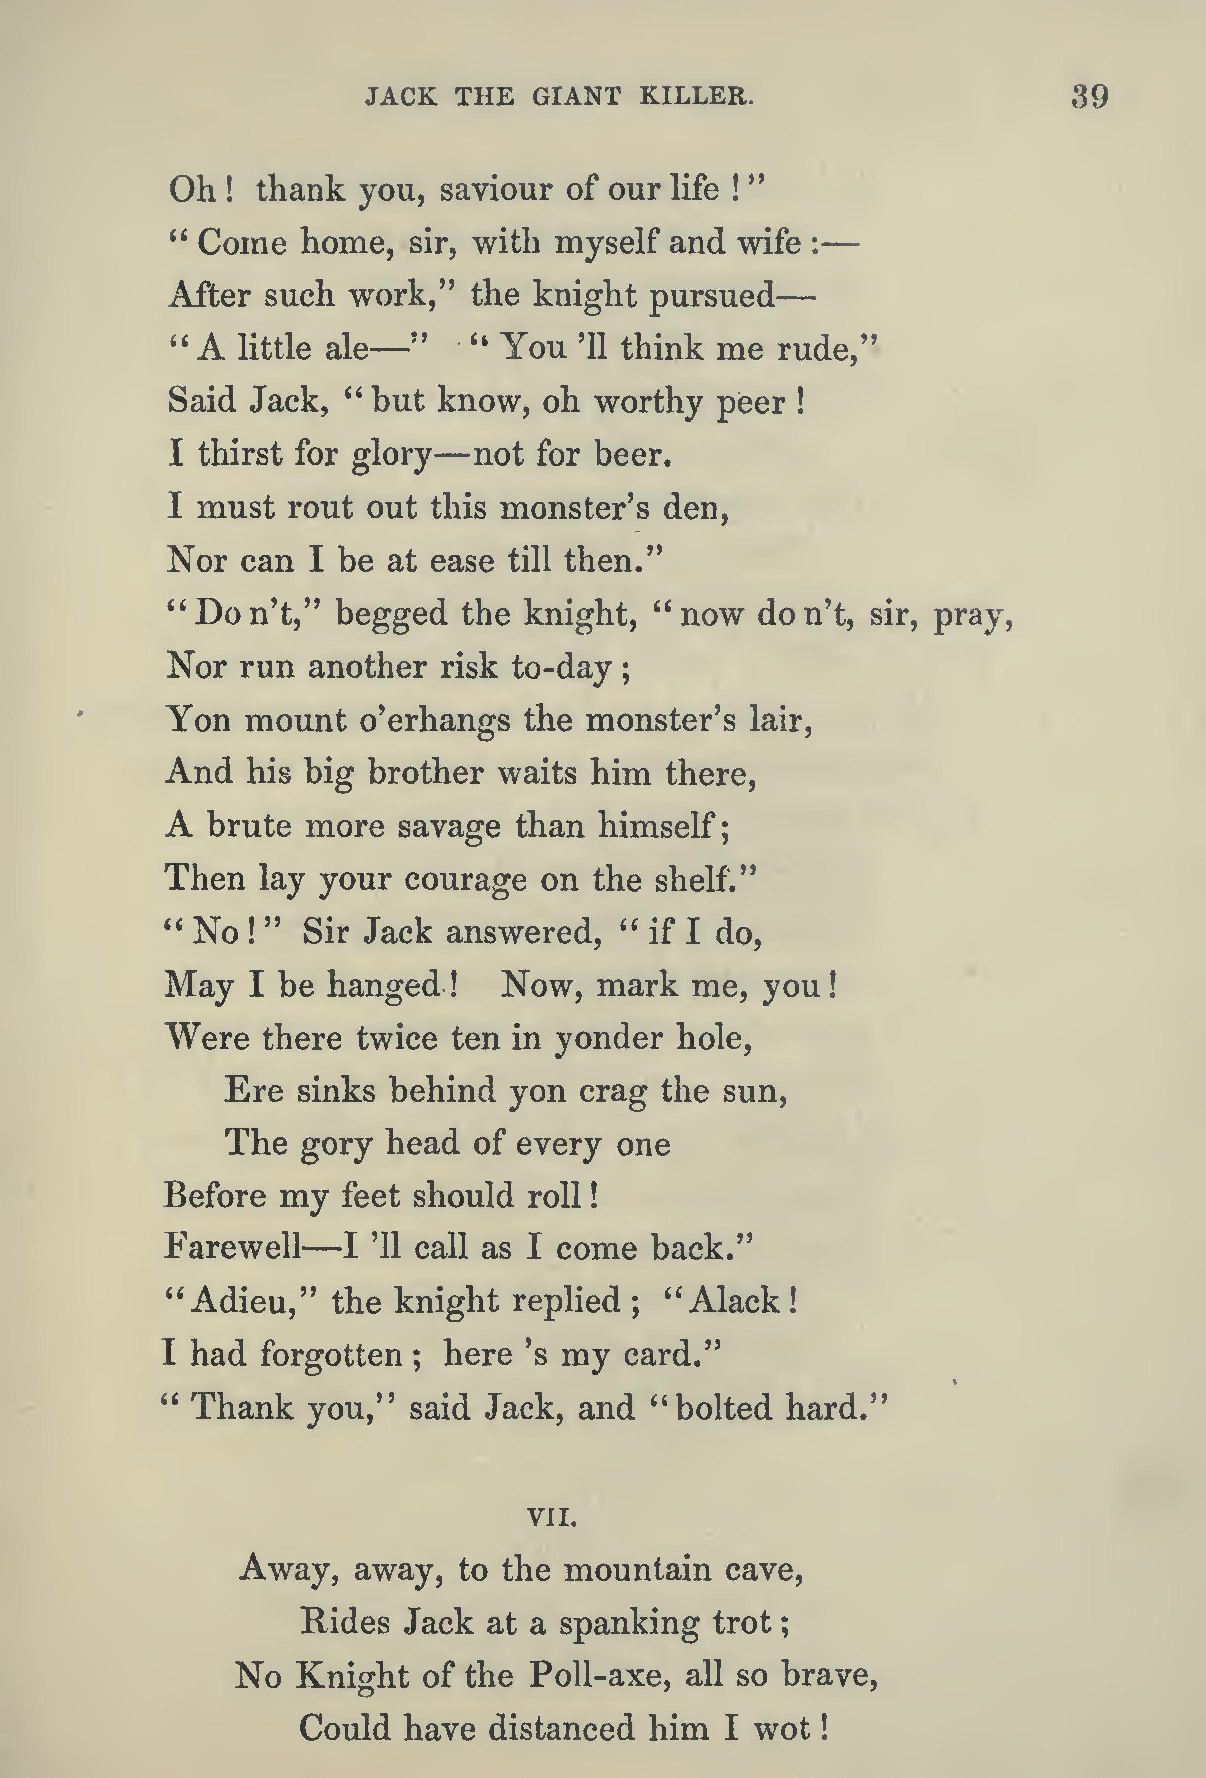 JACK THE GIANT KILLER. 39
Oh! thank you, saviour of our life!”
“Come home, sir, with myself and wife:—
After such work,” the knight pursued—
“A little ale—” “You ’ll think me rude,”
Said Jack, “but know, oh worthy peer!
I thirst for glory—not for beer.
I must rout out this monster’s den,
Nor can I be at ease till then.”
“Do n’t,” begged the knight, “now do n’t, sir, pray,
Nor run another risk to-day;
Yon mount o’erhangs the monster’s lair,
And his big brother waits him there,
A brute more savage than himself;
Then lay your courage on the shelf.”
“No!” Sir Jack answered, “if I do,
May I be hanged! Now, mark me, you!
Were there twice ten in yonder hole,
Ere sinks behind yon crag the sun,
The gory head of every one
Before my feet should roll!
Farewell—I ’ll call as I come back.”
“Adieu,” the knight replied; “Alack!
I had forgotten; here ’s my card.”
“Thank you,” said Jack, and “bolted hard.”
VII.
Away, away, to the mountain cave,
Rides Jack at a spanking trot;
No Knight of the Poll-axe, all so brave,
Could have distanced him I wot!